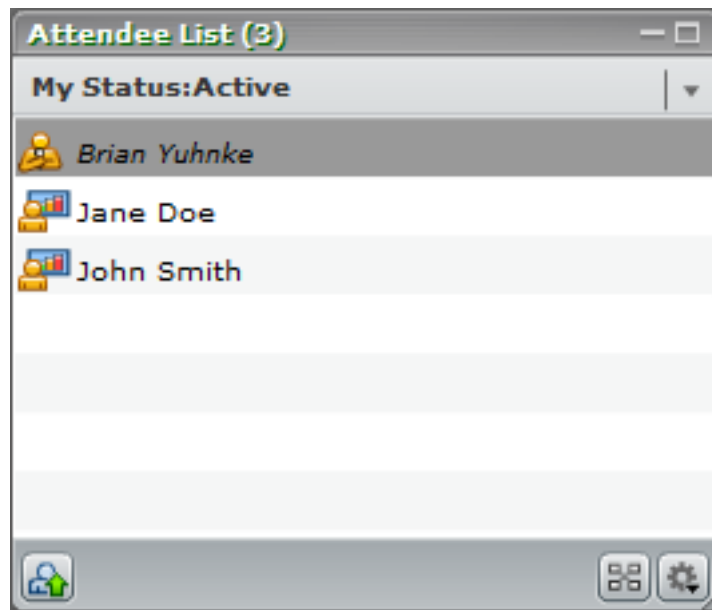 Attendee List (3)
My Status:Active
Brian Yuhnke
Jane Doe
John Smith